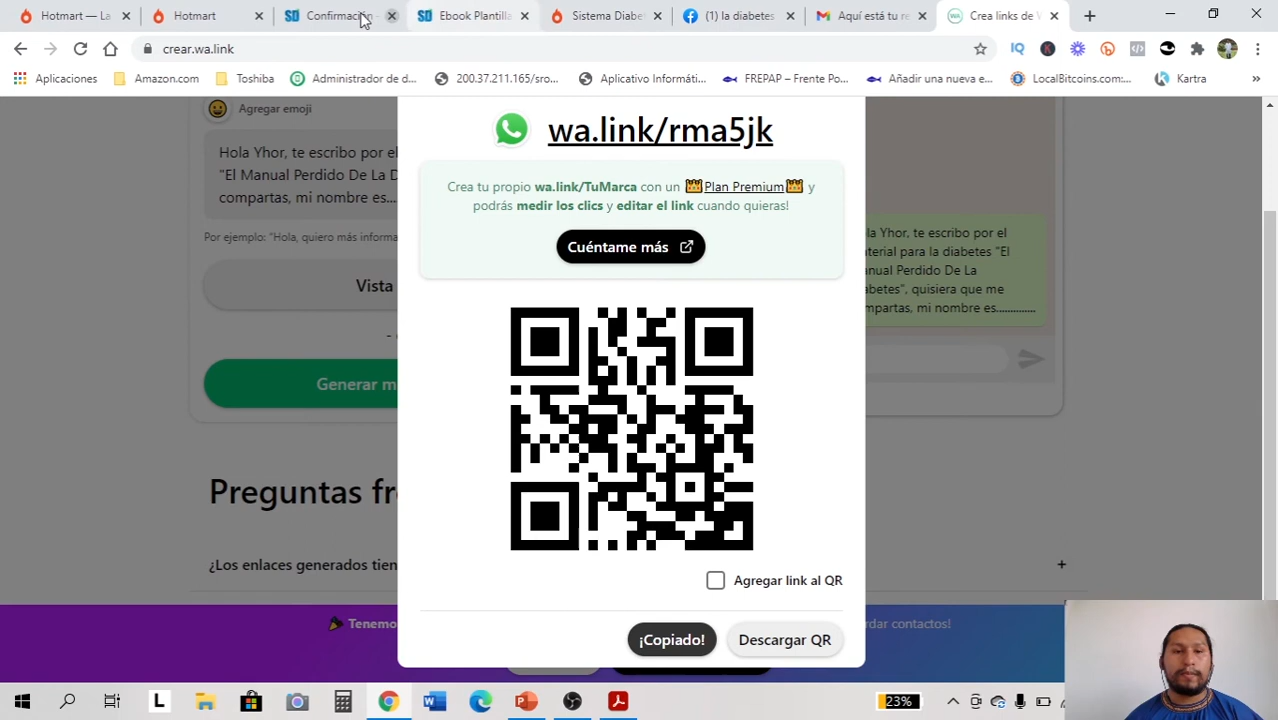 Hotmart — La
Hotmart
Confirmación
Ebook Plantilla
Sistema Diabe
(1) la diabetes
Aquí está tu re
Crea links de W
crear.wa.link
Aplicaciones
Amazon.com
Toshiba
Administrador de d...
200.37.211.165/sro...
Aplicativo Informáti...
FREPAP – Frente Po...
Añadir una nueva e...
LocalBitcoins.com:...
Kartra
Agregar emoji
wa.link/rma5jk
Hola Yhor, te escribo por el
"El Manual Perdido De La D
compartas, mi nombre es...
Por ejemplo: "Hola, quiero más informa
Vista
Generar m
Crea tu propio wa.link/TuMarca con un Plan Premium y
podrás medir los clics y editar el link cuando quieras!
Cuéntame más
la Yhor, te escribo por el
terial para la diabetes "El
anual Perdido De La
abetes", quisiera que me
mpartas, mi nombre es..............
Preguntas fre
¿Los enlaces generados tien
Agregar link al QR
Tenemo
rdar contactos!
¡Copiado!
Descargar QR
23%